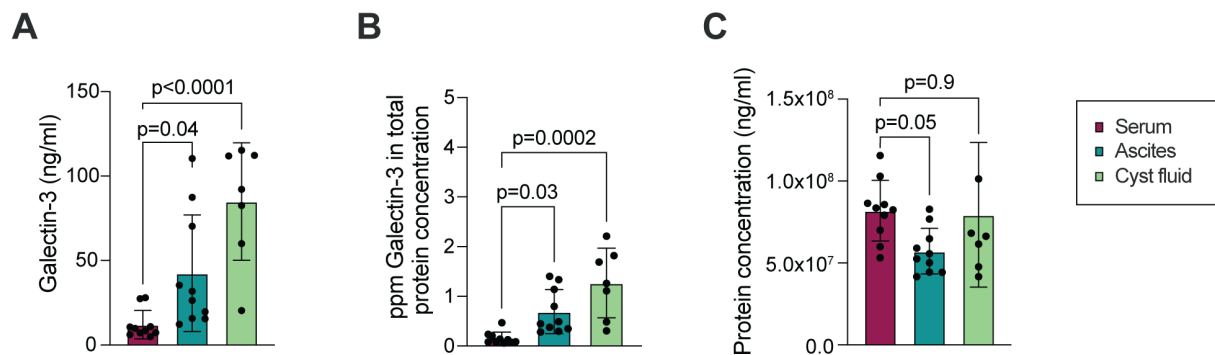 A
B
C
Galectin-3 (ng/ml)
150
100
50
0
p<0.0001
p=0.04
ppm Galectin-3 in total
protein concentration
5
4
3
2
1
0
p=0.0002
p=0.03
Protein concentration (ng/ml)
1.5x10⁸
1.0x10⁸
5.0x10⁷
0.0
p=0.9
p=0.05
Serum
Ascites
Cyst fluid